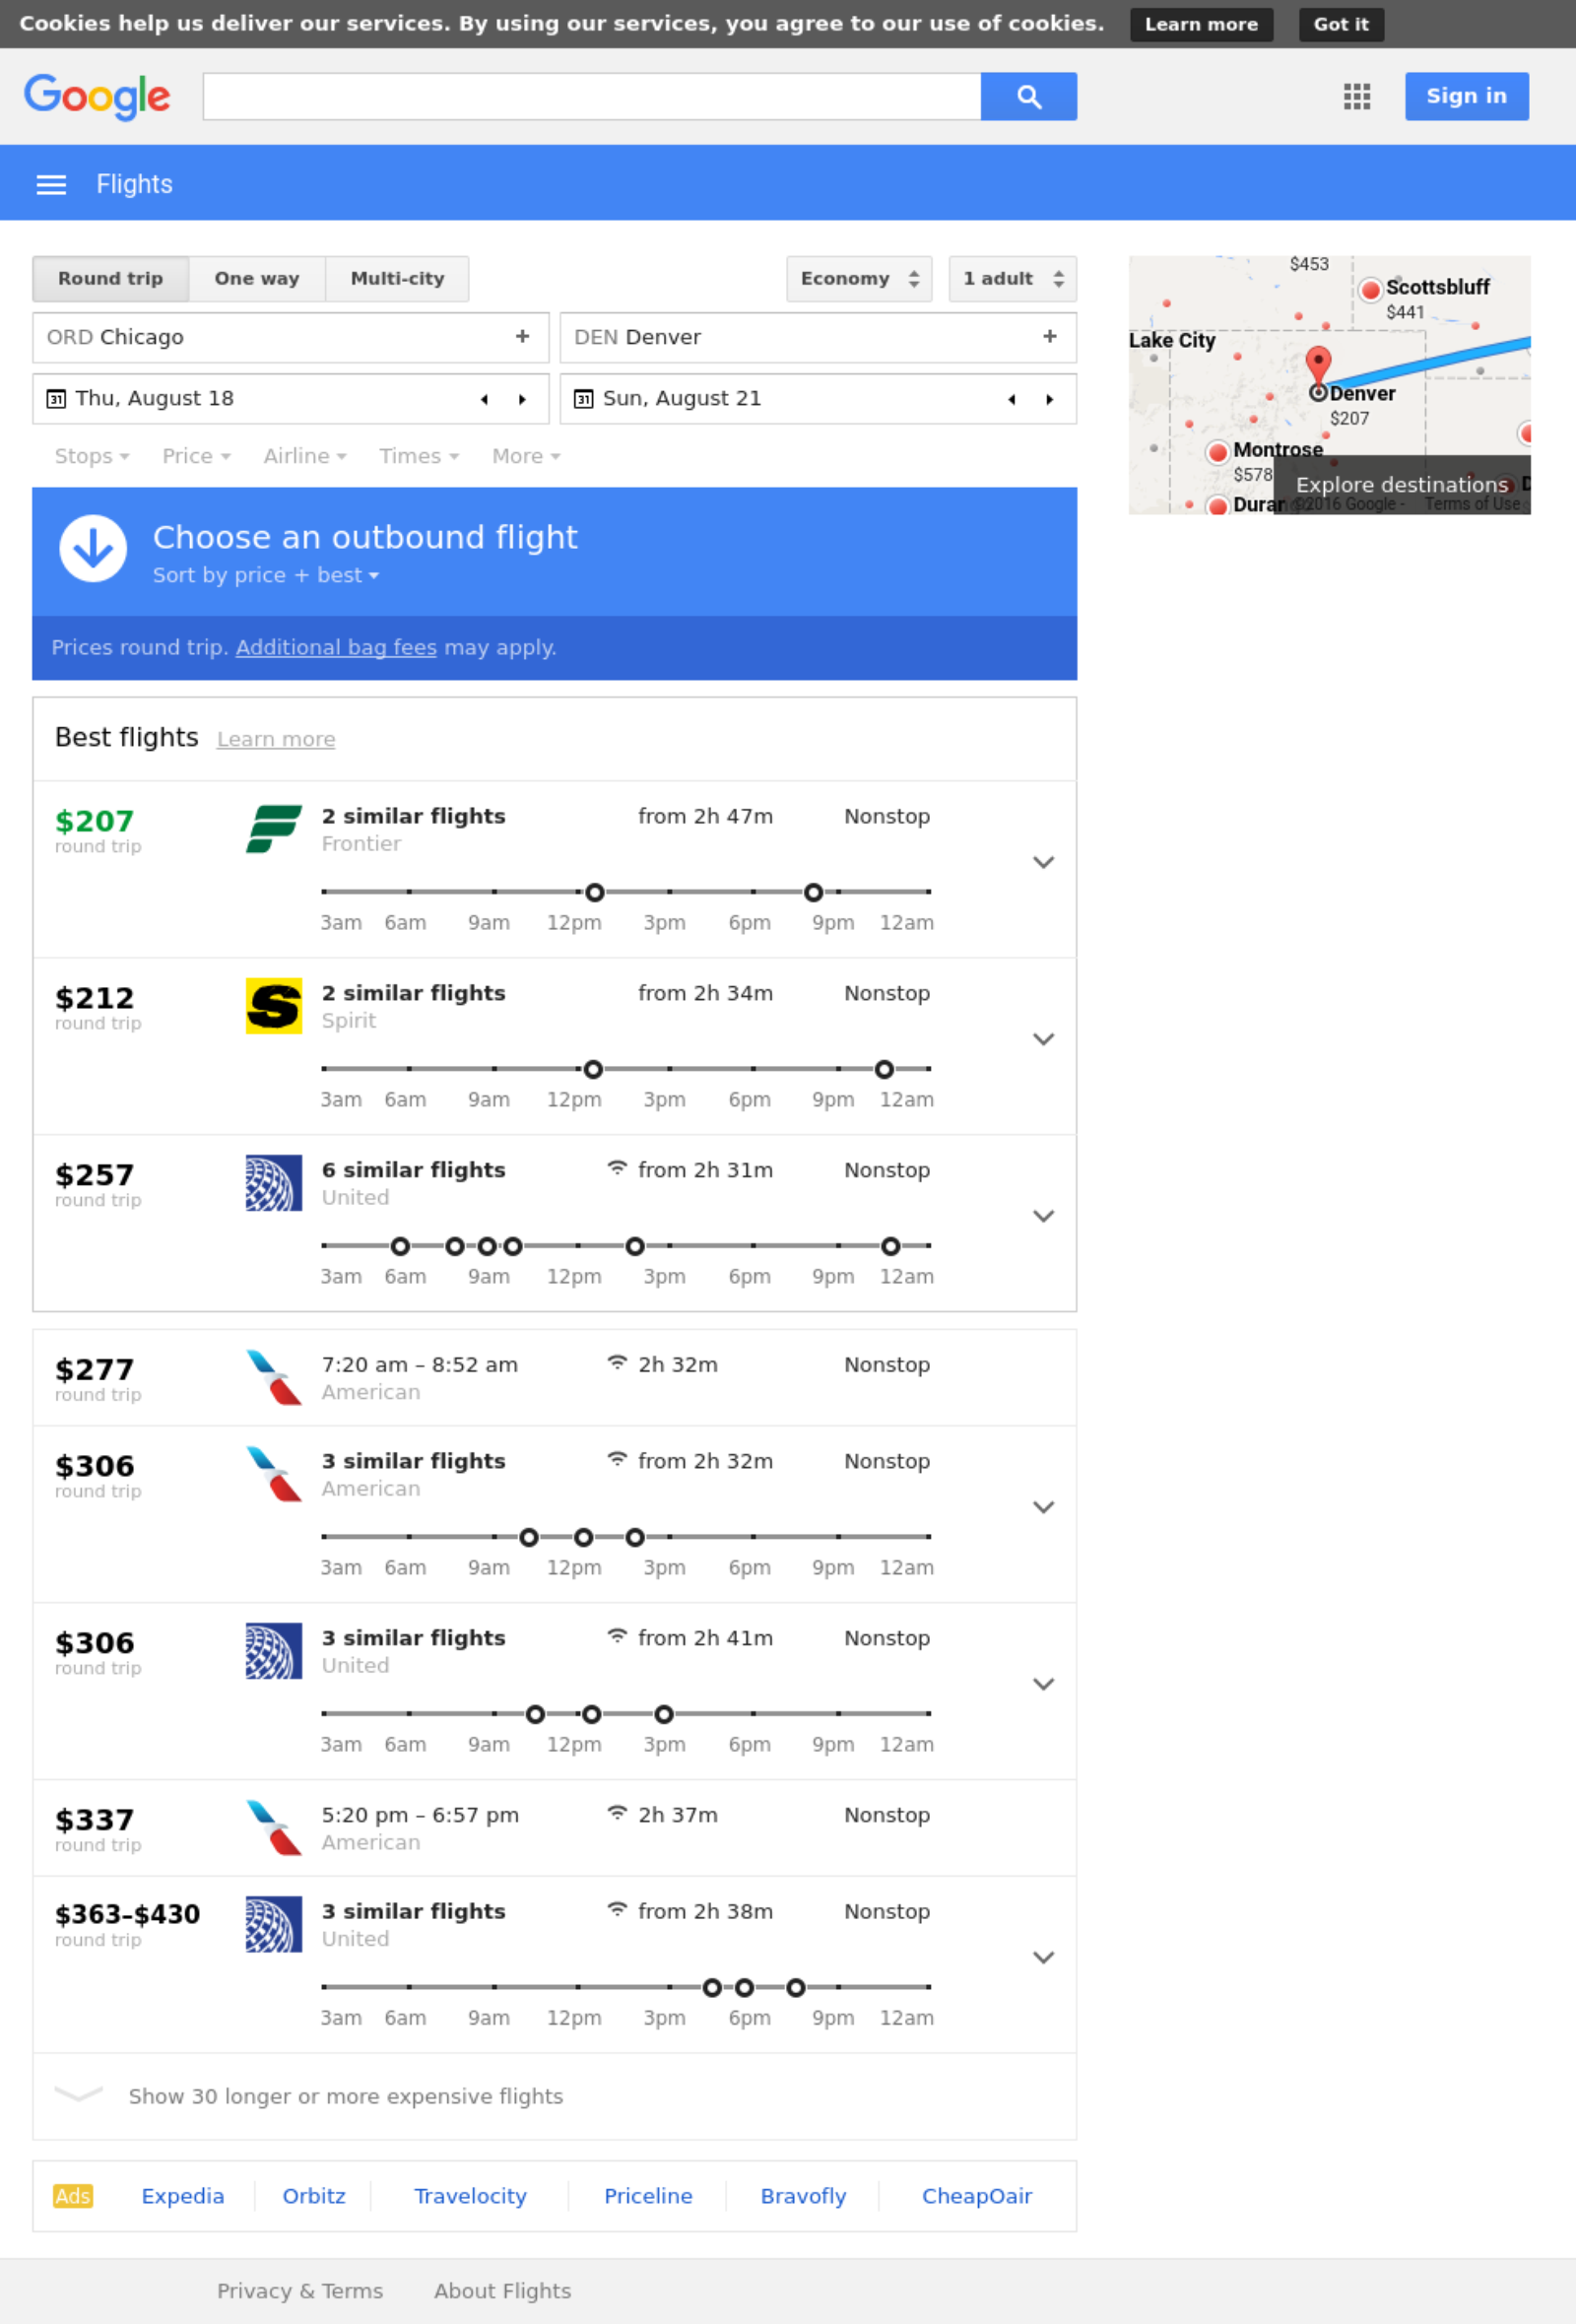 Cookies help us deliver our services. By using our services, you agree to our use of cookies. Learn more Got it
Google
Sign in
Flights
Round trip One way Multi-city Economy 1 adult
ORD Chicago + DEN Denver +
31 Thu, August 18 31 Sun, August 21
Stops Price Airline Times More
$453
Scottsbluff
$441
Lake City
Denver
$207
Montrose
$578
Explore destinations
©2016 Google - Terms of Use
Choose an outbound flight
Sort by price + best
Prices round trip. Additional bag fees may apply.
Best flights Learn more
$207 2 similar flights from 2h 47m Nonstop
round trip Frontier
3am 6am 9am 12pm 3pm 6pm 9pm 12am
$212 2 similar flights from 2h 34m Nonstop
round trip Spirit
3am 6am 9am 12pm 3pm 6pm 9pm 12am
$257 6 similar flights from 2h 31m Nonstop
round trip United
3am 6am 9am 12pm 3pm 6pm 9pm 12am
$277 7:20 am – 8:52 am 2h 32m Nonstop
round trip American
$306 3 similar flights from 2h 32m Nonstop
round trip American
3am 6am 9am 12pm 3pm 6pm 9pm 12am
$306 3 similar flights from 2h 41m Nonstop
round trip United
3am 6am 9am 12pm 3pm 6pm 9pm 12am
$337 5:20 pm – 6:57 pm 2h 37m Nonstop
round trip American
$363–$430 3 similar flights from 2h 38m Nonstop
round trip United
3am 6am 9am 12pm 3pm 6pm 9pm 12am
Show 30 longer or more expensive flights
Ads Expedia Orbitz Travelocity Priceline Bravofly CheapOair
Privacy & Terms About Flights